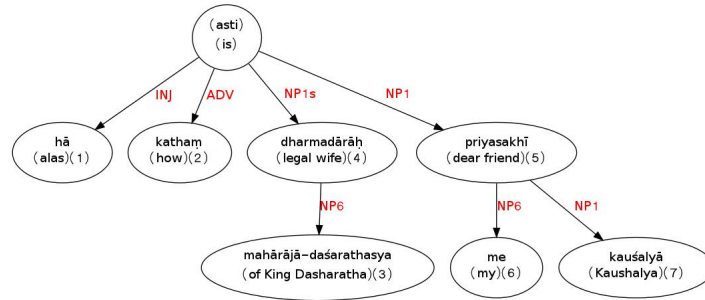 (asti)
(is)
INJ
ADV
NP1s
NP1
hā
(alas)(1)
kathaṃ
(how)(2)
dharmadārāḥ
(legal wife)(4)
priyasakhī
(dear friend)(5)
NP6
NP6
NP1
mahārājā-daśarathasya
(of King Dasharatha)(3)
me
(my)(6)
kauśalyā
(Kaushalya)(7)